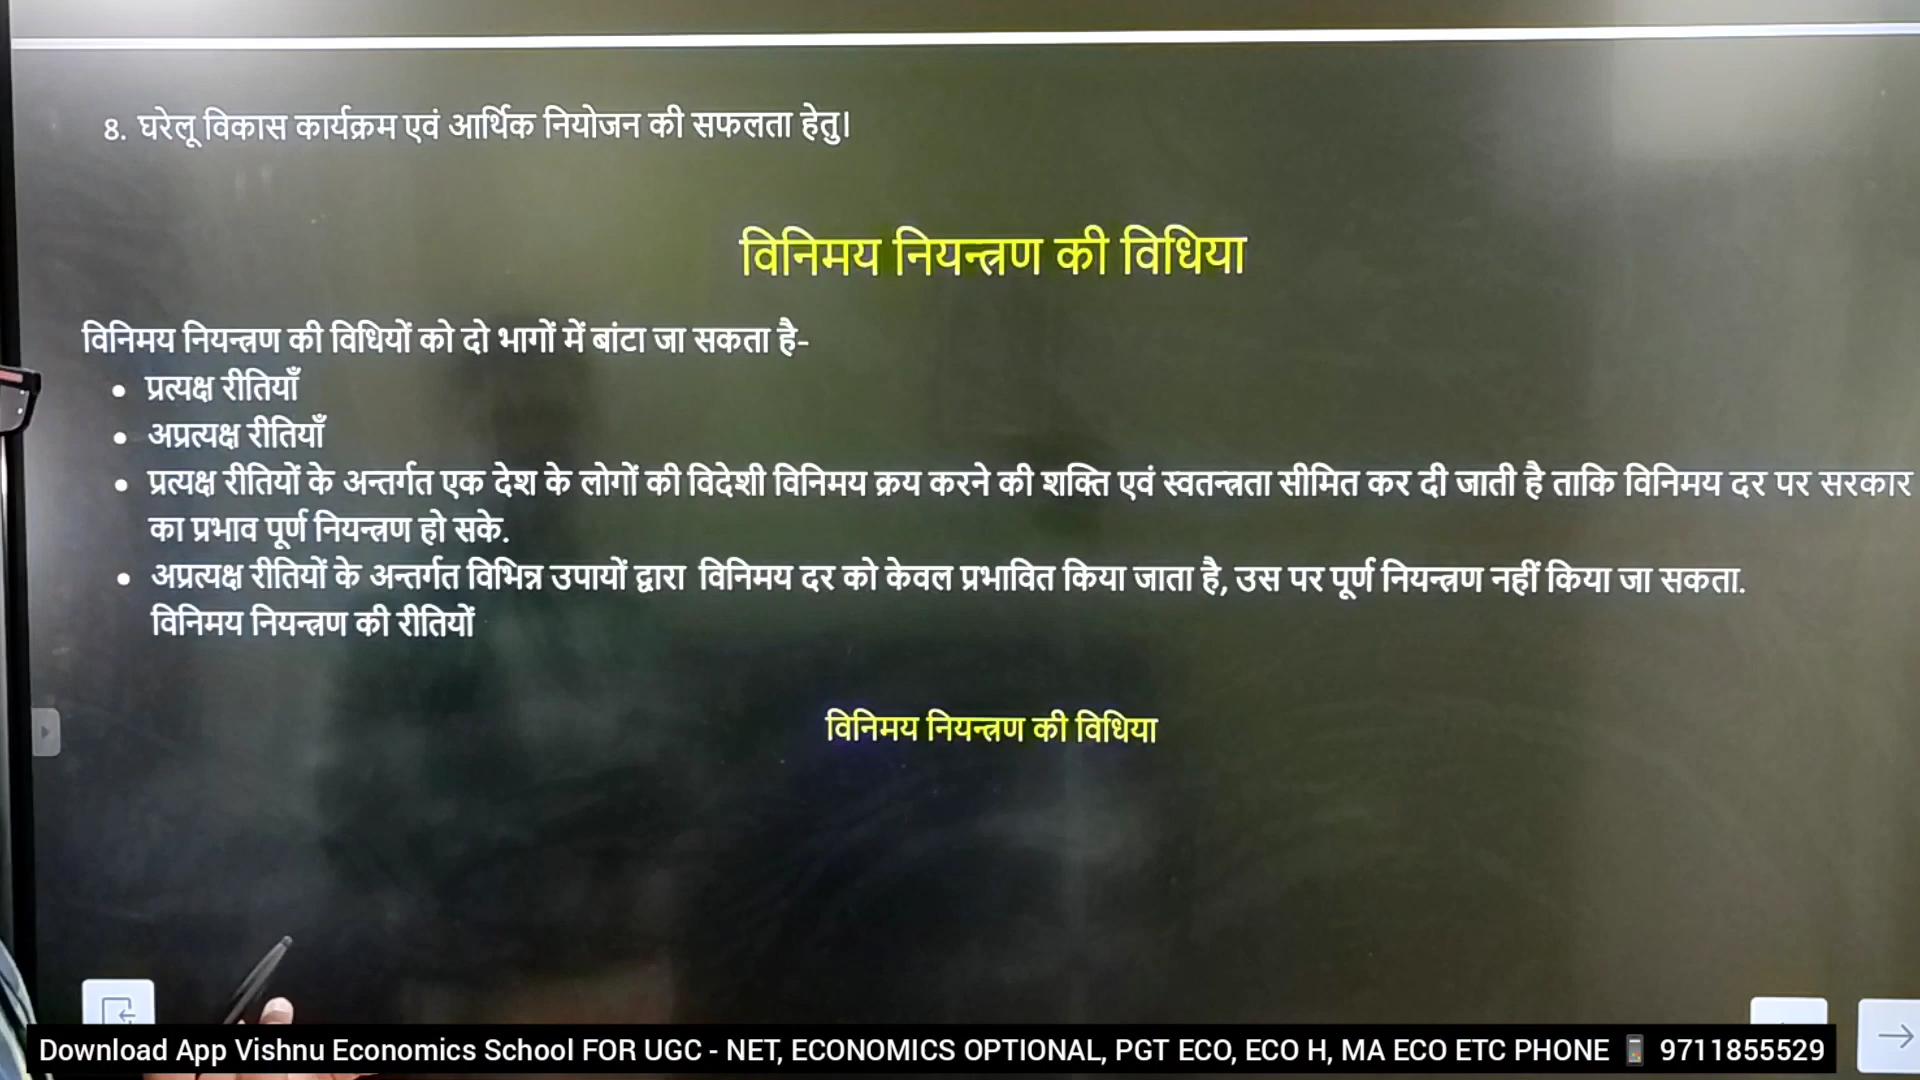 8. घरेलू विकास कार्यक्रम एवं आर्थिक नियोजन की सफलता हेतु।
विनिमय नियन्त्रण की विधिया
विनिमय नियन्त्रण की विधियों को दो भागों में बांटा जा सकता है-
• प्रत्यक्ष रीतियाँ
• अप्रत्यक्ष रीतियाँ
• प्रत्यक्ष रीतियों के अन्तर्गत एक देश के लोगों की विदेशी विनिमय क्रय करने की शक्ति एवं स्वतन्त्रता सीमित कर दी जाती है ताकि विनिमय दर पर सरकार
का प्रभाव पूर्ण नियन्त्रण हो सके.
• अप्रत्यक्ष रीतियों के अन्तर्गत विभिन्न उपायों द्वारा विनिमय दर को केवल प्रभावित किया जाता है, उस पर पूर्ण नियन्त्रण नहीं किया जा सकता.
विनिमय नियन्त्रण की रीतियों
विनिमय नियन्त्रण की विधिया
Download App Vishnu Economics School FOR UGC - NET, ECONOMICS OPTIONAL, PGT ECO, ECO H, MA ECO ETC PHONE 📱 9711855529